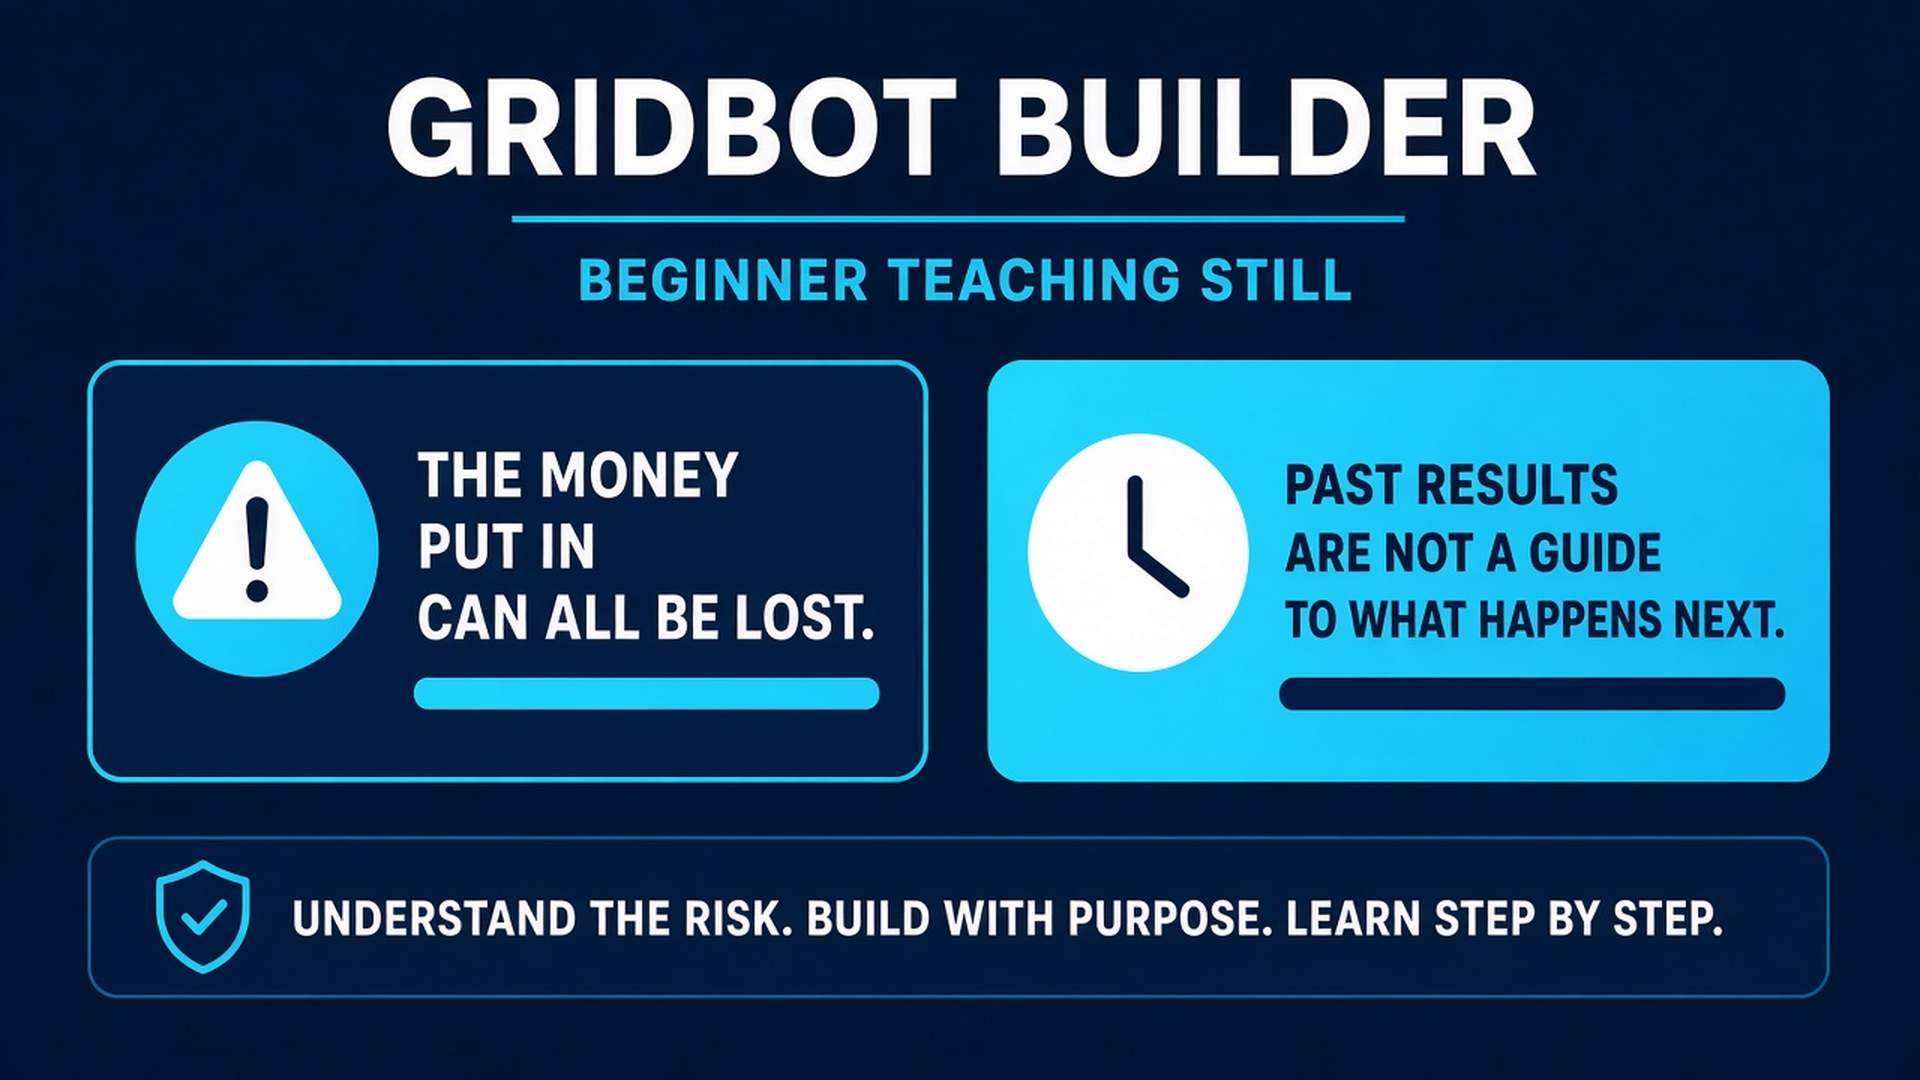 GRIDBOT BUILDER
BEGINNER TEACHING STILL
THE MONEY
PUT IN
CAN ALL BE LOST.
PAST RESULTS
ARE NOT A GUIDE
TO WHAT HAPPENS NEXT.
UNDERSTAND THE RISK. BUILD WITH PURPOSE. LEARN STEP BY STEP.